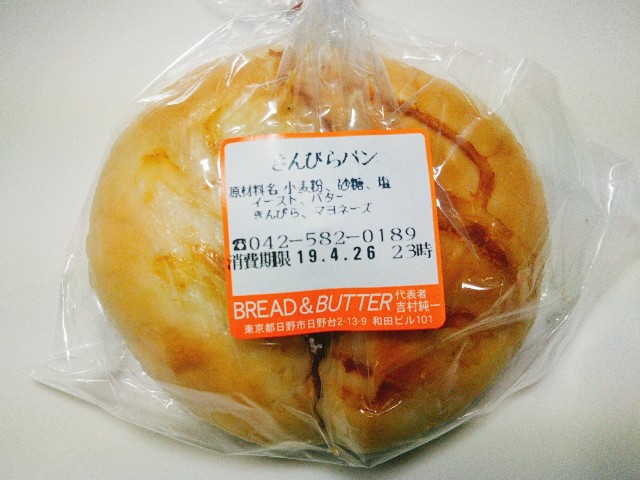 きんぴらパン
原材料名 小麦粉、砂糖、塩
イースト、バター
きんぴら、マヨネーズ
☎042-582-0189
消費期限 19.4.26 23時
BREAD & BUTTER 代表者 吉村純一
東京都日野市日野台2-13-9 和田ビル101